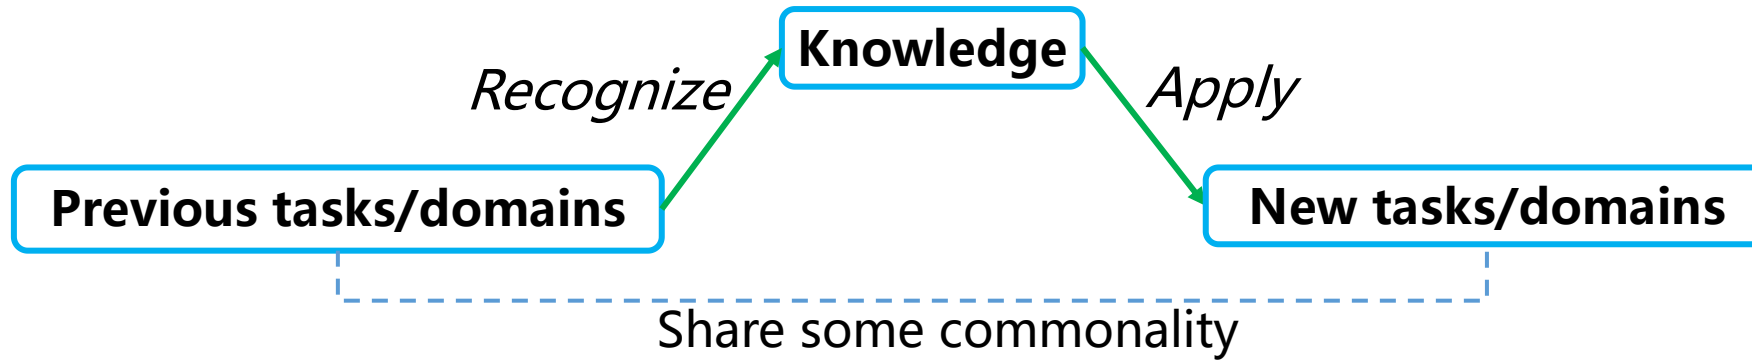 Knowledge
Recognize
Apply
Previous tasks/domains
New tasks/domains
Share some commonality